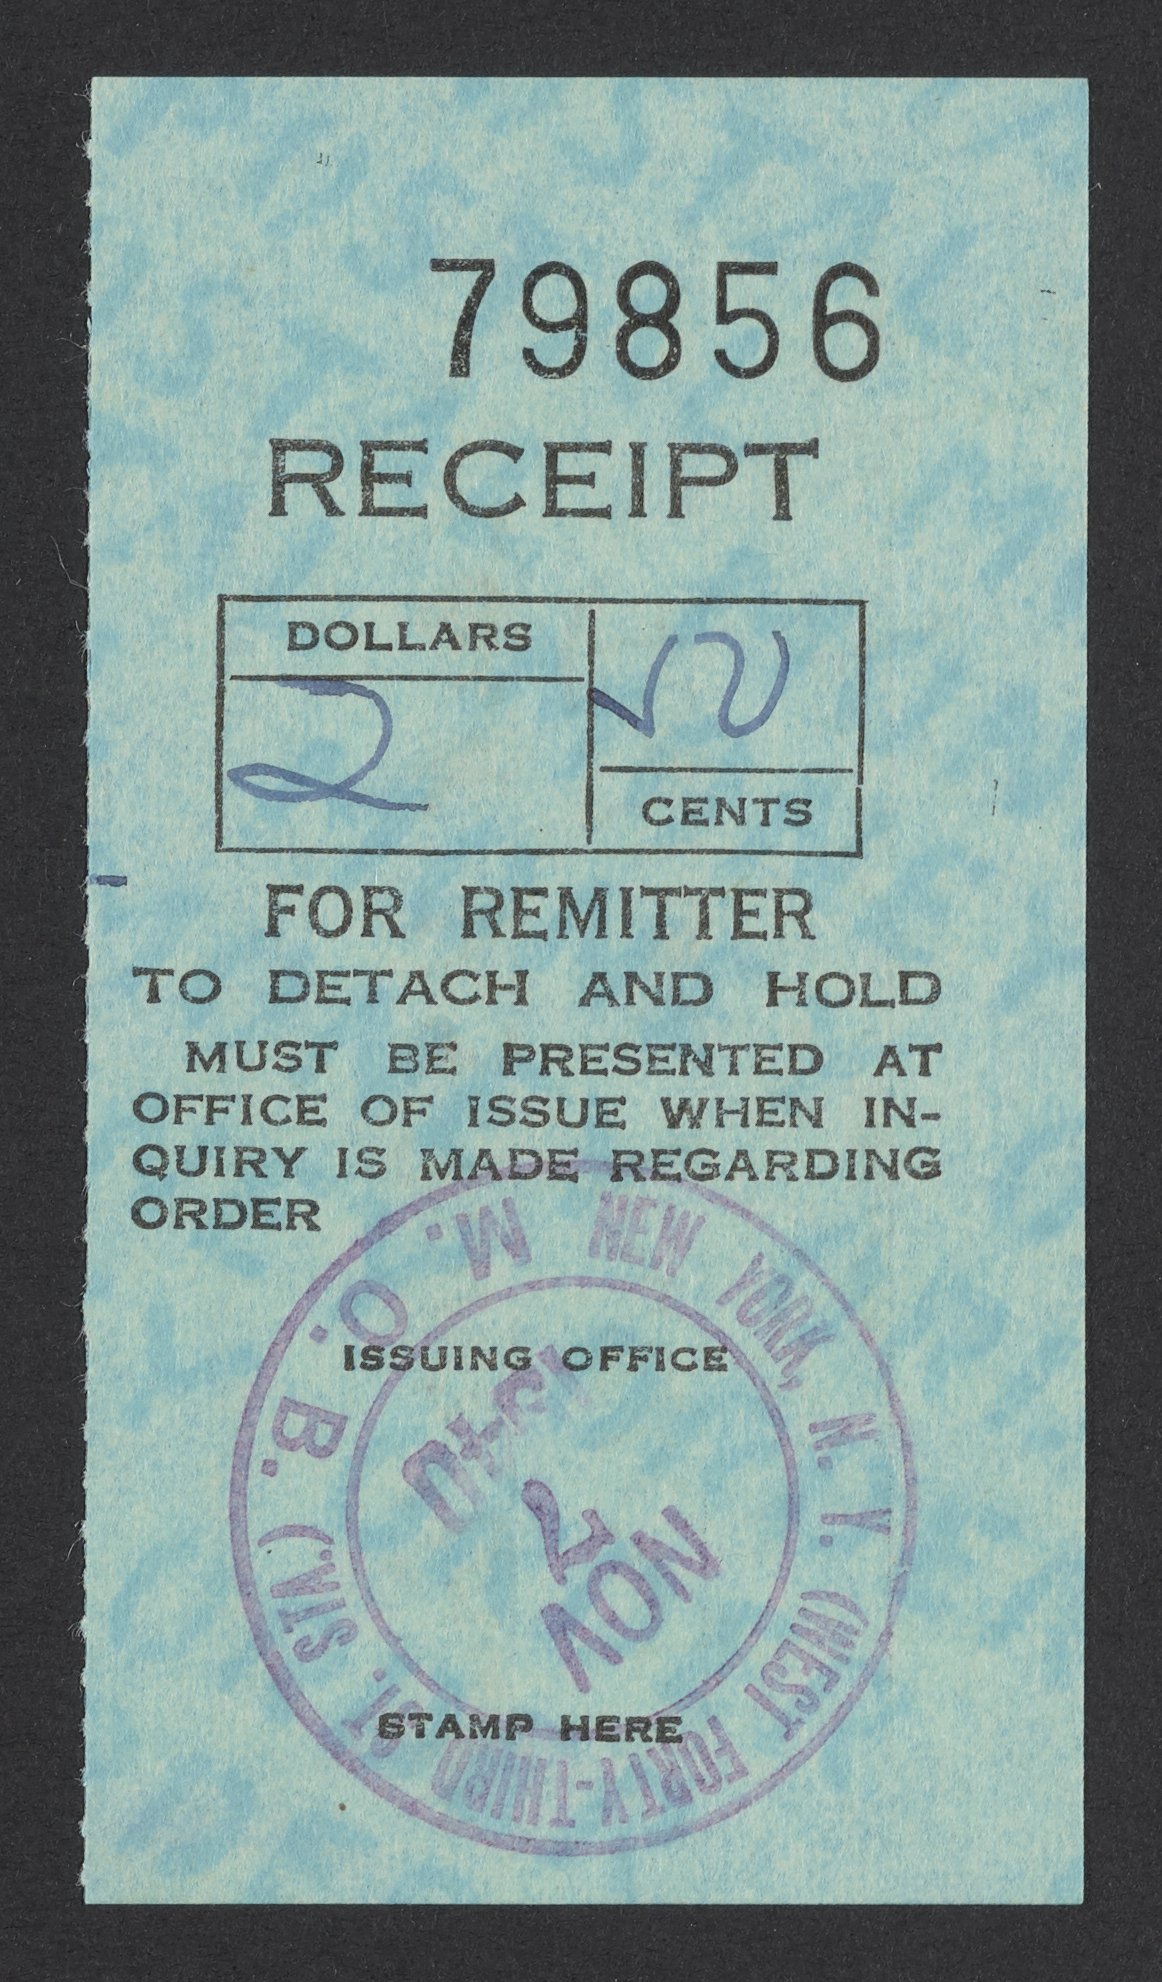 79856
RECEIPT
DOLLARS
2
CENTS
FOR REMITTER
TO DETACH AND HOLD
MUST BE PRESENTED AT
OFFICE OF ISSUE WHEN IN-
QUIRY IS MADE REGARDING
ORDER
ISSUING OFFICE
STAMP HERE
NEW YORK, N. Y. (WEST FORTY-THIRD ST. STA.) M. O. B.
NOV
2
1940